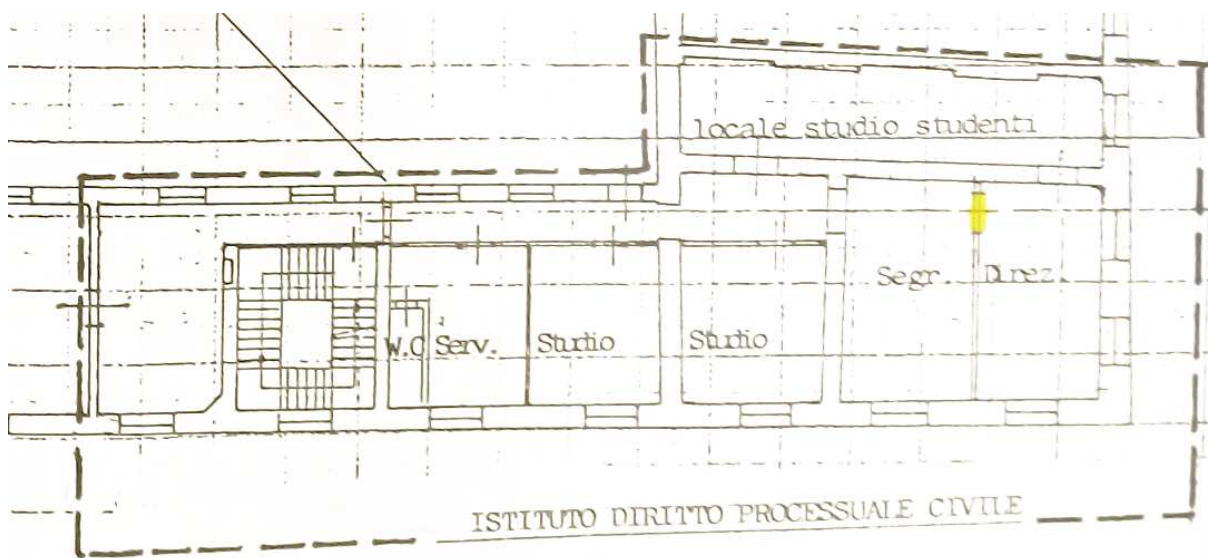 locale studio studenti
Segr.
Direz.
W.C
Serv.
Studio
Studio
ISTITUTO DIRITTO PROCESSUALE CIVILE